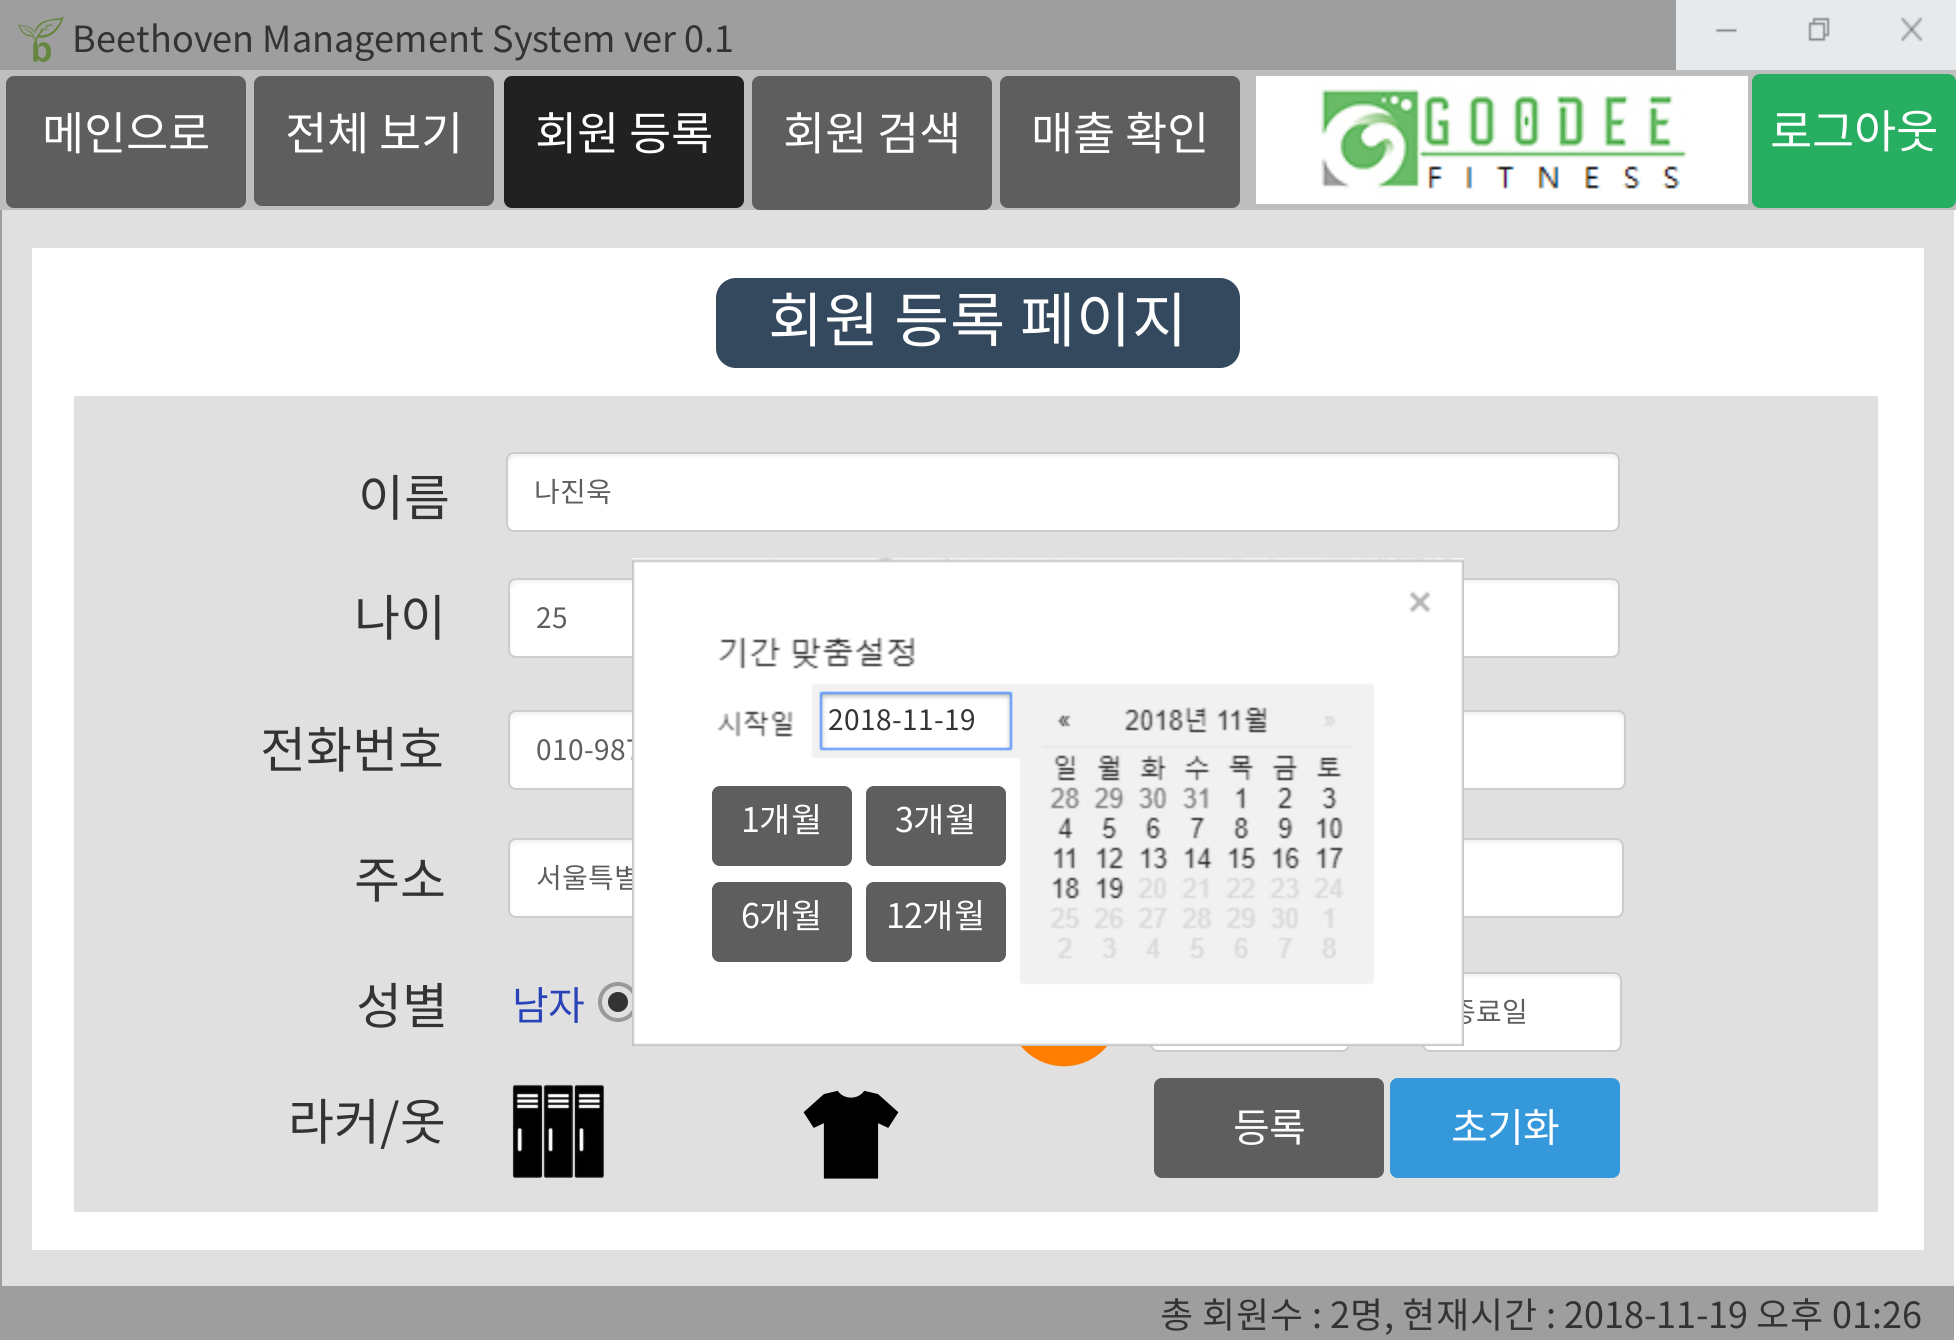 Beethoven Management System ver 0.1
메인으로 전체 보기 회원 등록 회원 검색 매출 확인 GOODEE FITNESS 로그아웃
회원 등록 페이지
이름 나진욱
나이 25
전화번호 010-987
주소 서울특별
성별 남자
라커/옷
기간 맞춤설정 ×
시작일 2018-11-19
1개월 3개월
6개월 12개월
« 2018년 11월 »
일 월 화 수 목 금 토
28 29 30 31 1 2 3
4 5 6 7 8 9 10
11 12 13 14 15 16 17
18 19 20 21 22 23 24
25 26 27 28 29 30 1
2 3 4 5 6 7 8
종료일
등록 초기화
총 회원수 : 2명, 현재시간 : 2018-11-19 오후 01:26